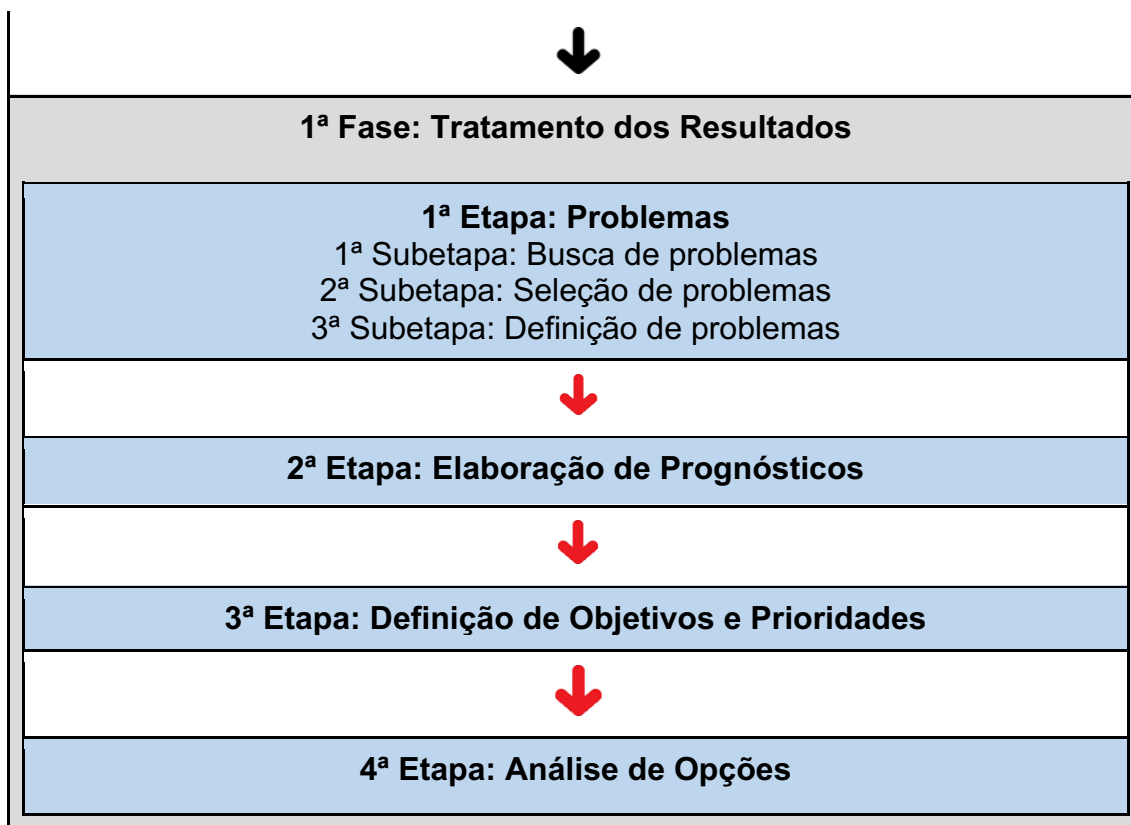 1ª Fase: Tratamento dos Resultados
1ª Etapa: Problemas
1ª Subetapa: Busca de problemas
2ª Subetapa: Seleção de problemas
3ª Subetapa: Definição de problemas
2ª Etapa: Elaboração de Prognósticos
3ª Etapa: Definição de Objetivos e Prioridades
4ª Etapa: Análise de Opções